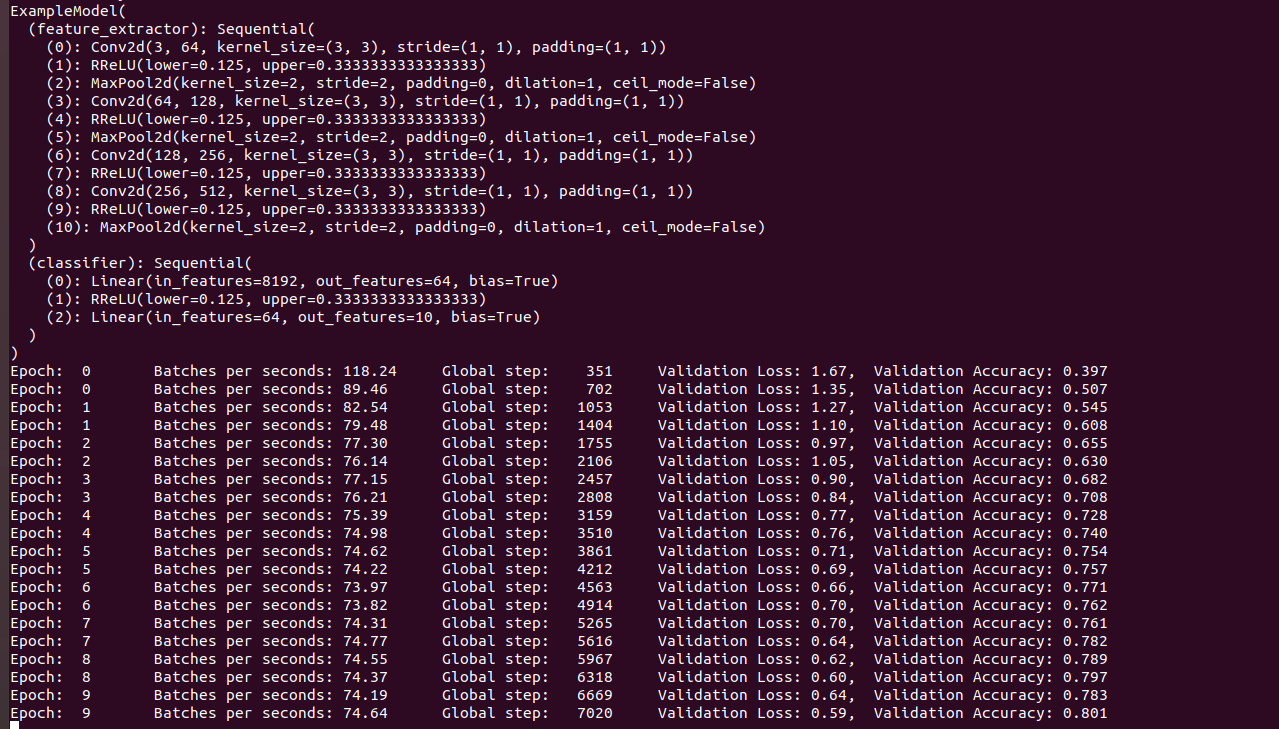 ExampleModel(
  (feature_extractor): Sequential(
    (0): Conv2d(3, 64, kernel_size=(3, 3), stride=(1, 1), padding=(1, 1))
    (1): RReLU(lower=0.125, upper=0.3333333333333333)
    (2): MaxPool2d(kernel_size=2, stride=2, padding=0, dilation=1, ceil_mode=False)
    (3): Conv2d(64, 128, kernel_size=(3, 3), stride=(1, 1), padding=(1, 1))
    (4): RReLU(lower=0.125, upper=0.3333333333333333)
    (5): MaxPool2d(kernel_size=2, stride=2, padding=0, dilation=1, ceil_mode=False)
    (6): Conv2d(128, 256, kernel_size=(3, 3), stride=(1, 1), padding=(1, 1))
    (7): RReLU(lower=0.125, upper=0.3333333333333333)
    (8): Conv2d(256, 512, kernel_size=(3, 3), stride=(1, 1), padding=(1, 1))
    (9): RReLU(lower=0.125, upper=0.3333333333333333)
    (10): MaxPool2d(kernel_size=2, stride=2, padding=0, dilation=1, ceil_mode=False)
  )
  (classifier): Sequential(
    (0): Linear(in_features=8192, out_features=64, bias=True)
    (1): RReLU(lower=0.125, upper=0.3333333333333333)
    (2): Linear(in_features=64, out_features=10, bias=True)
  )
)
Epoch:  0       Batches per seconds: 118.24     Global step:    351     Validation Loss: 1.67,  Validation Accuracy: 0.397
Epoch:  0       Batches per seconds: 89.46      Global step:    702     Validation Loss: 1.35,  Validation Accuracy: 0.507
Epoch:  1       Batches per seconds: 82.54      Global step:   1053     Validation Loss: 1.27,  Validation Accuracy: 0.545
Epoch:  1       Batches per seconds: 79.48      Global step:   1404     Validation Loss: 1.10,  Validation Accuracy: 0.608
Epoch:  2       Batches per seconds: 77.30      Global step:   1755     Validation Loss: 0.97,  Validation Accuracy: 0.655
Epoch:  2       Batches per seconds: 76.14      Global step:   2106     Validation Loss: 1.05,  Validation Accuracy: 0.630
Epoch:  3       Batches per seconds: 77.15      Global step:   2457     Validation Loss: 0.90,  Validation Accuracy: 0.682
Epoch:  3       Batches per seconds: 76.21      Global step:   2808     Validation Loss: 0.84,  Validation Accuracy: 0.708
Epoch:  4       Batches per seconds: 75.39      Global step:   3159     Validation Loss: 0.77,  Validation Accuracy: 0.728
Epoch:  4       Batches per seconds: 74.98      Global step:   3510     Validation Loss: 0.76,  Validation Accuracy: 0.740
Epoch:  5       Batches per seconds: 74.62      Global step:   3861     Validation Loss: 0.71,  Validation Accuracy: 0.754
Epoch:  5       Batches per seconds: 74.22      Global step:   4212     Validation Loss: 0.69,  Validation Accuracy: 0.757
Epoch:  6       Batches per seconds: 73.97      Global step:   4563     Validation Loss: 0.66,  Validation Accuracy: 0.771
Epoch:  6       Batches per seconds: 73.82      Global step:   4914     Validation Loss: 0.70,  Validation Accuracy: 0.762
Epoch:  7       Batches per seconds: 74.31      Global step:   5265     Validation Loss: 0.70,  Validation Accuracy: 0.761
Epoch:  7       Batches per seconds: 74.77      Global step:   5616     Validation Loss: 0.64,  Validation Accuracy: 0.782
Epoch:  8       Batches per seconds: 74.55      Global step:   5967     Validation Loss: 0.62,  Validation Accuracy: 0.789
Epoch:  8       Batches per seconds: 74.37      Global step:   6318     Validation Loss: 0.60,  Validation Accuracy: 0.797
Epoch:  9       Batches per seconds: 74.19      Global step:   6669     Validation Loss: 0.64,  Validation Accuracy: 0.783
Epoch:  9       Batches per seconds: 74.64      Global step:   7020     Validation Loss: 0.59,  Validation Accuracy: 0.801